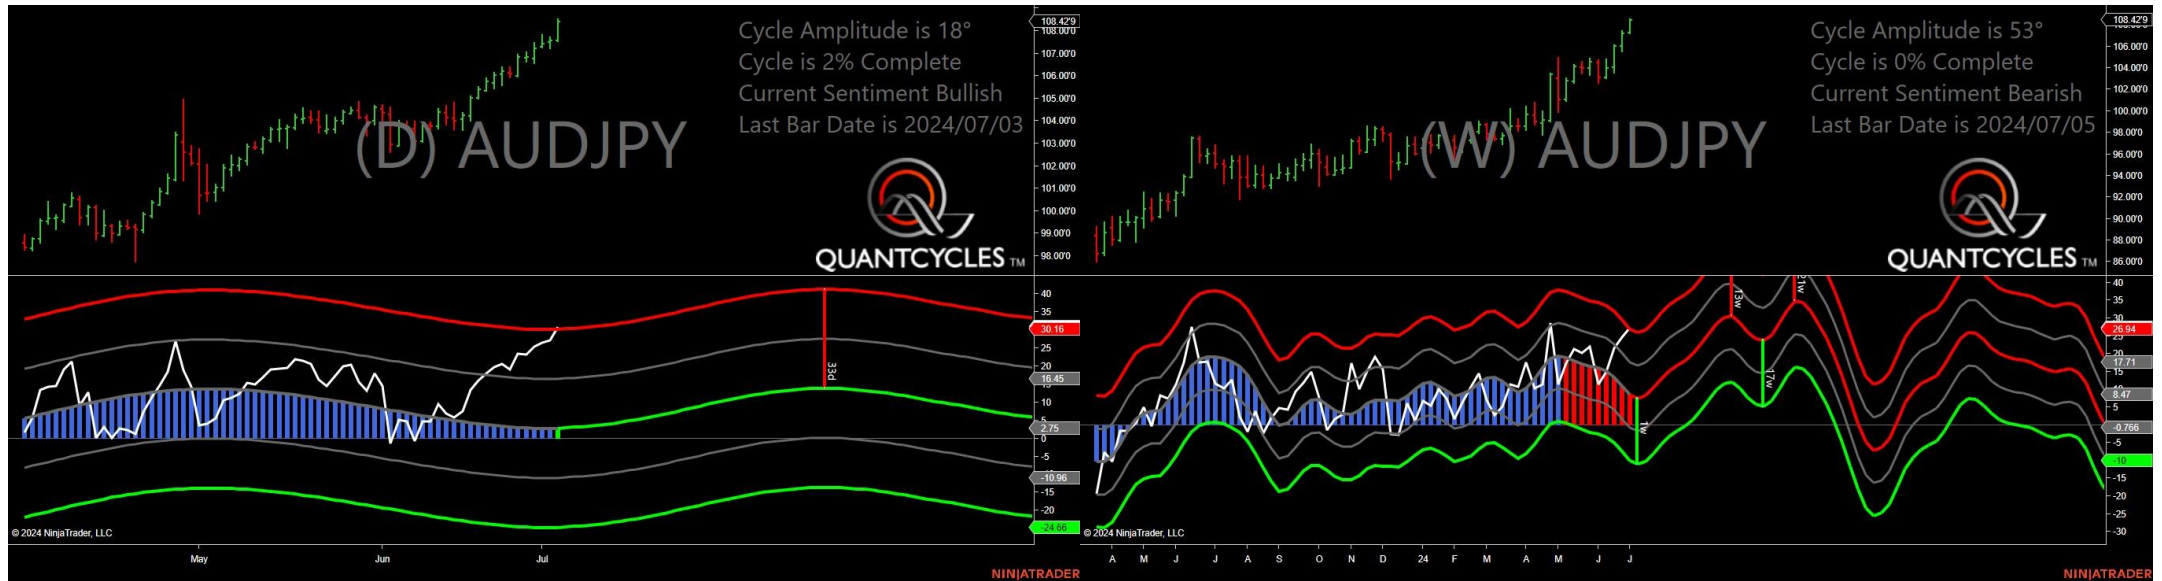 Cycle Amplitude is 18°
Cycle is 2% Complete
Current Sentiment Bullish
Last Bar Date is 2024/07/03
(D) AUDJPY
QUANTCYCLES TM
108.42'9
108.00'0
107.00'0
106.00'0
105.00'0
104.00'0
103.00'0
102.00'0
101.00'0
100.00'0
99.00'0
98.00'0
40
35
30.16
25
20
16.45
10
5
2.75
0
-5
-10.96
-15
-20
-24.66
33d
© 2024 NinjaTrader, LLC
May Jun Jul
NINJATRADER
Cycle Amplitude is 53°
Cycle is 0% Complete
Current Sentiment Bearish
Last Bar Date is 2024/07/05
(W) AUDJPY
QUANTCYCLES TM
108.42'9
106.00'0
104.00'0
102.00'0
100.00'0
98.00'0
96.00'0
94.00'0
92.00'0
90.00'0
88.00'0
86.00'0
40
35
30
26.94
20
17.71
15
8.47
5
-0.766
-5
-10
-15
-20
-25
-30
1w
13w
17w
21w
© 2024 NinjaTrader, LLC
A M J J A S O N D 24 F M A M J J
NINJATRADER